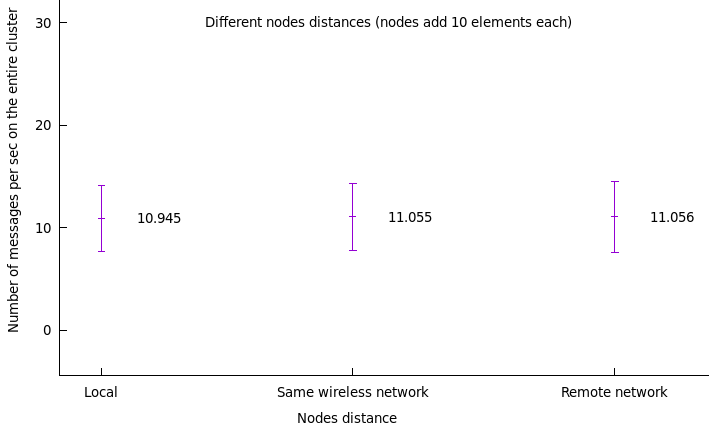 Different nodes distances (nodes add 10 elements each)
Number of messages per sec on the entire cluster
30
20
10
0
10.945
11.055
11.056
Local
Same wireless network
Remote network
Nodes distance